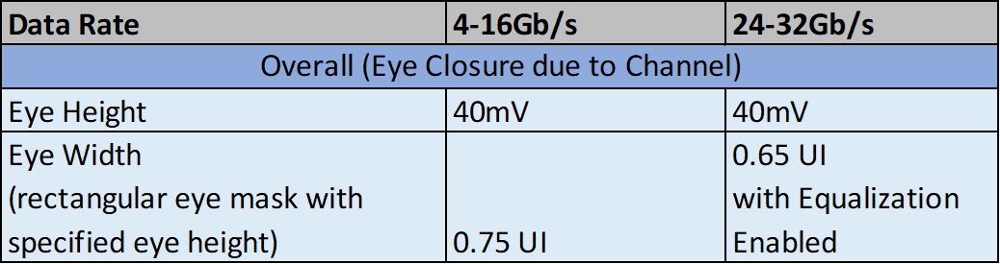 Data Rate 4-16Gb/s 24-32Gb/s
Overall (Eye Closure due to Channel)
Eye Height 40mV 40mV
Eye Width
(rectangular eye mask with
specified eye height) 0.75 UI
0.65 UI
with Equalization
Enabled